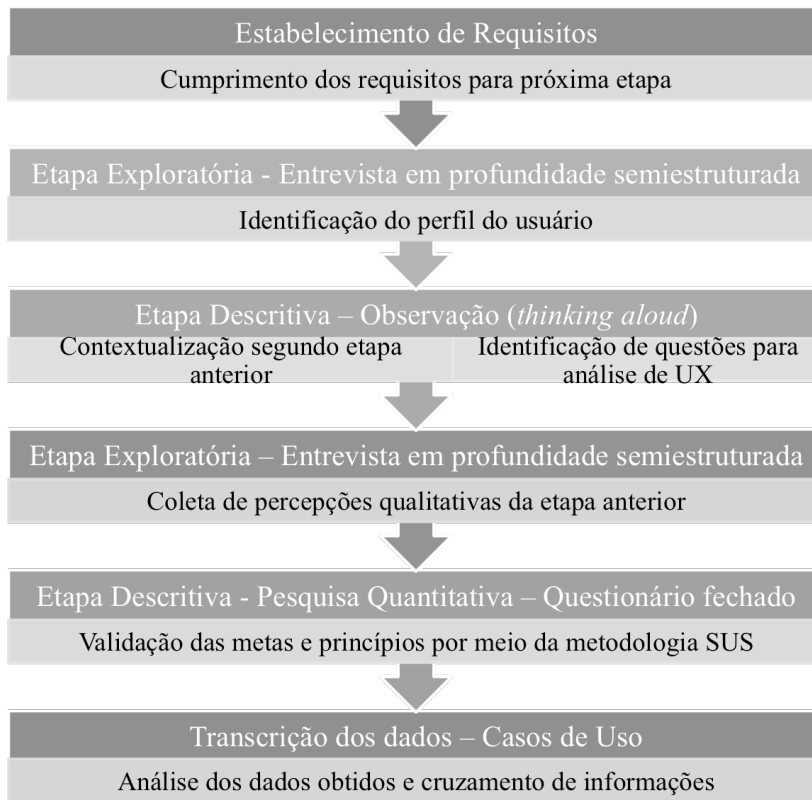 Estabelecimento de Requisitos
Cumprimento dos requisitos para próxima etapa
Etapa Exploratória - Entrevista em profundidade semiestruturada
Identificação do perfil do usuário
Etapa Descritiva – Observação (thinking aloud)
Contextualização segundo etapa
anterior
Identificação de questões para
análise de UX
Etapa Exploratória – Entrevista em profundidade semiestruturada
Coleta de percepções qualitativas da etapa anterior
Etapa Descritiva - Pesquisa Quantitativa – Questionário fechado
Validação das metas e princípios por meio da metodologia SUS
Transcrição dos dados – Casos de Uso
Análise dos dados obtidos e cruzamento de informações